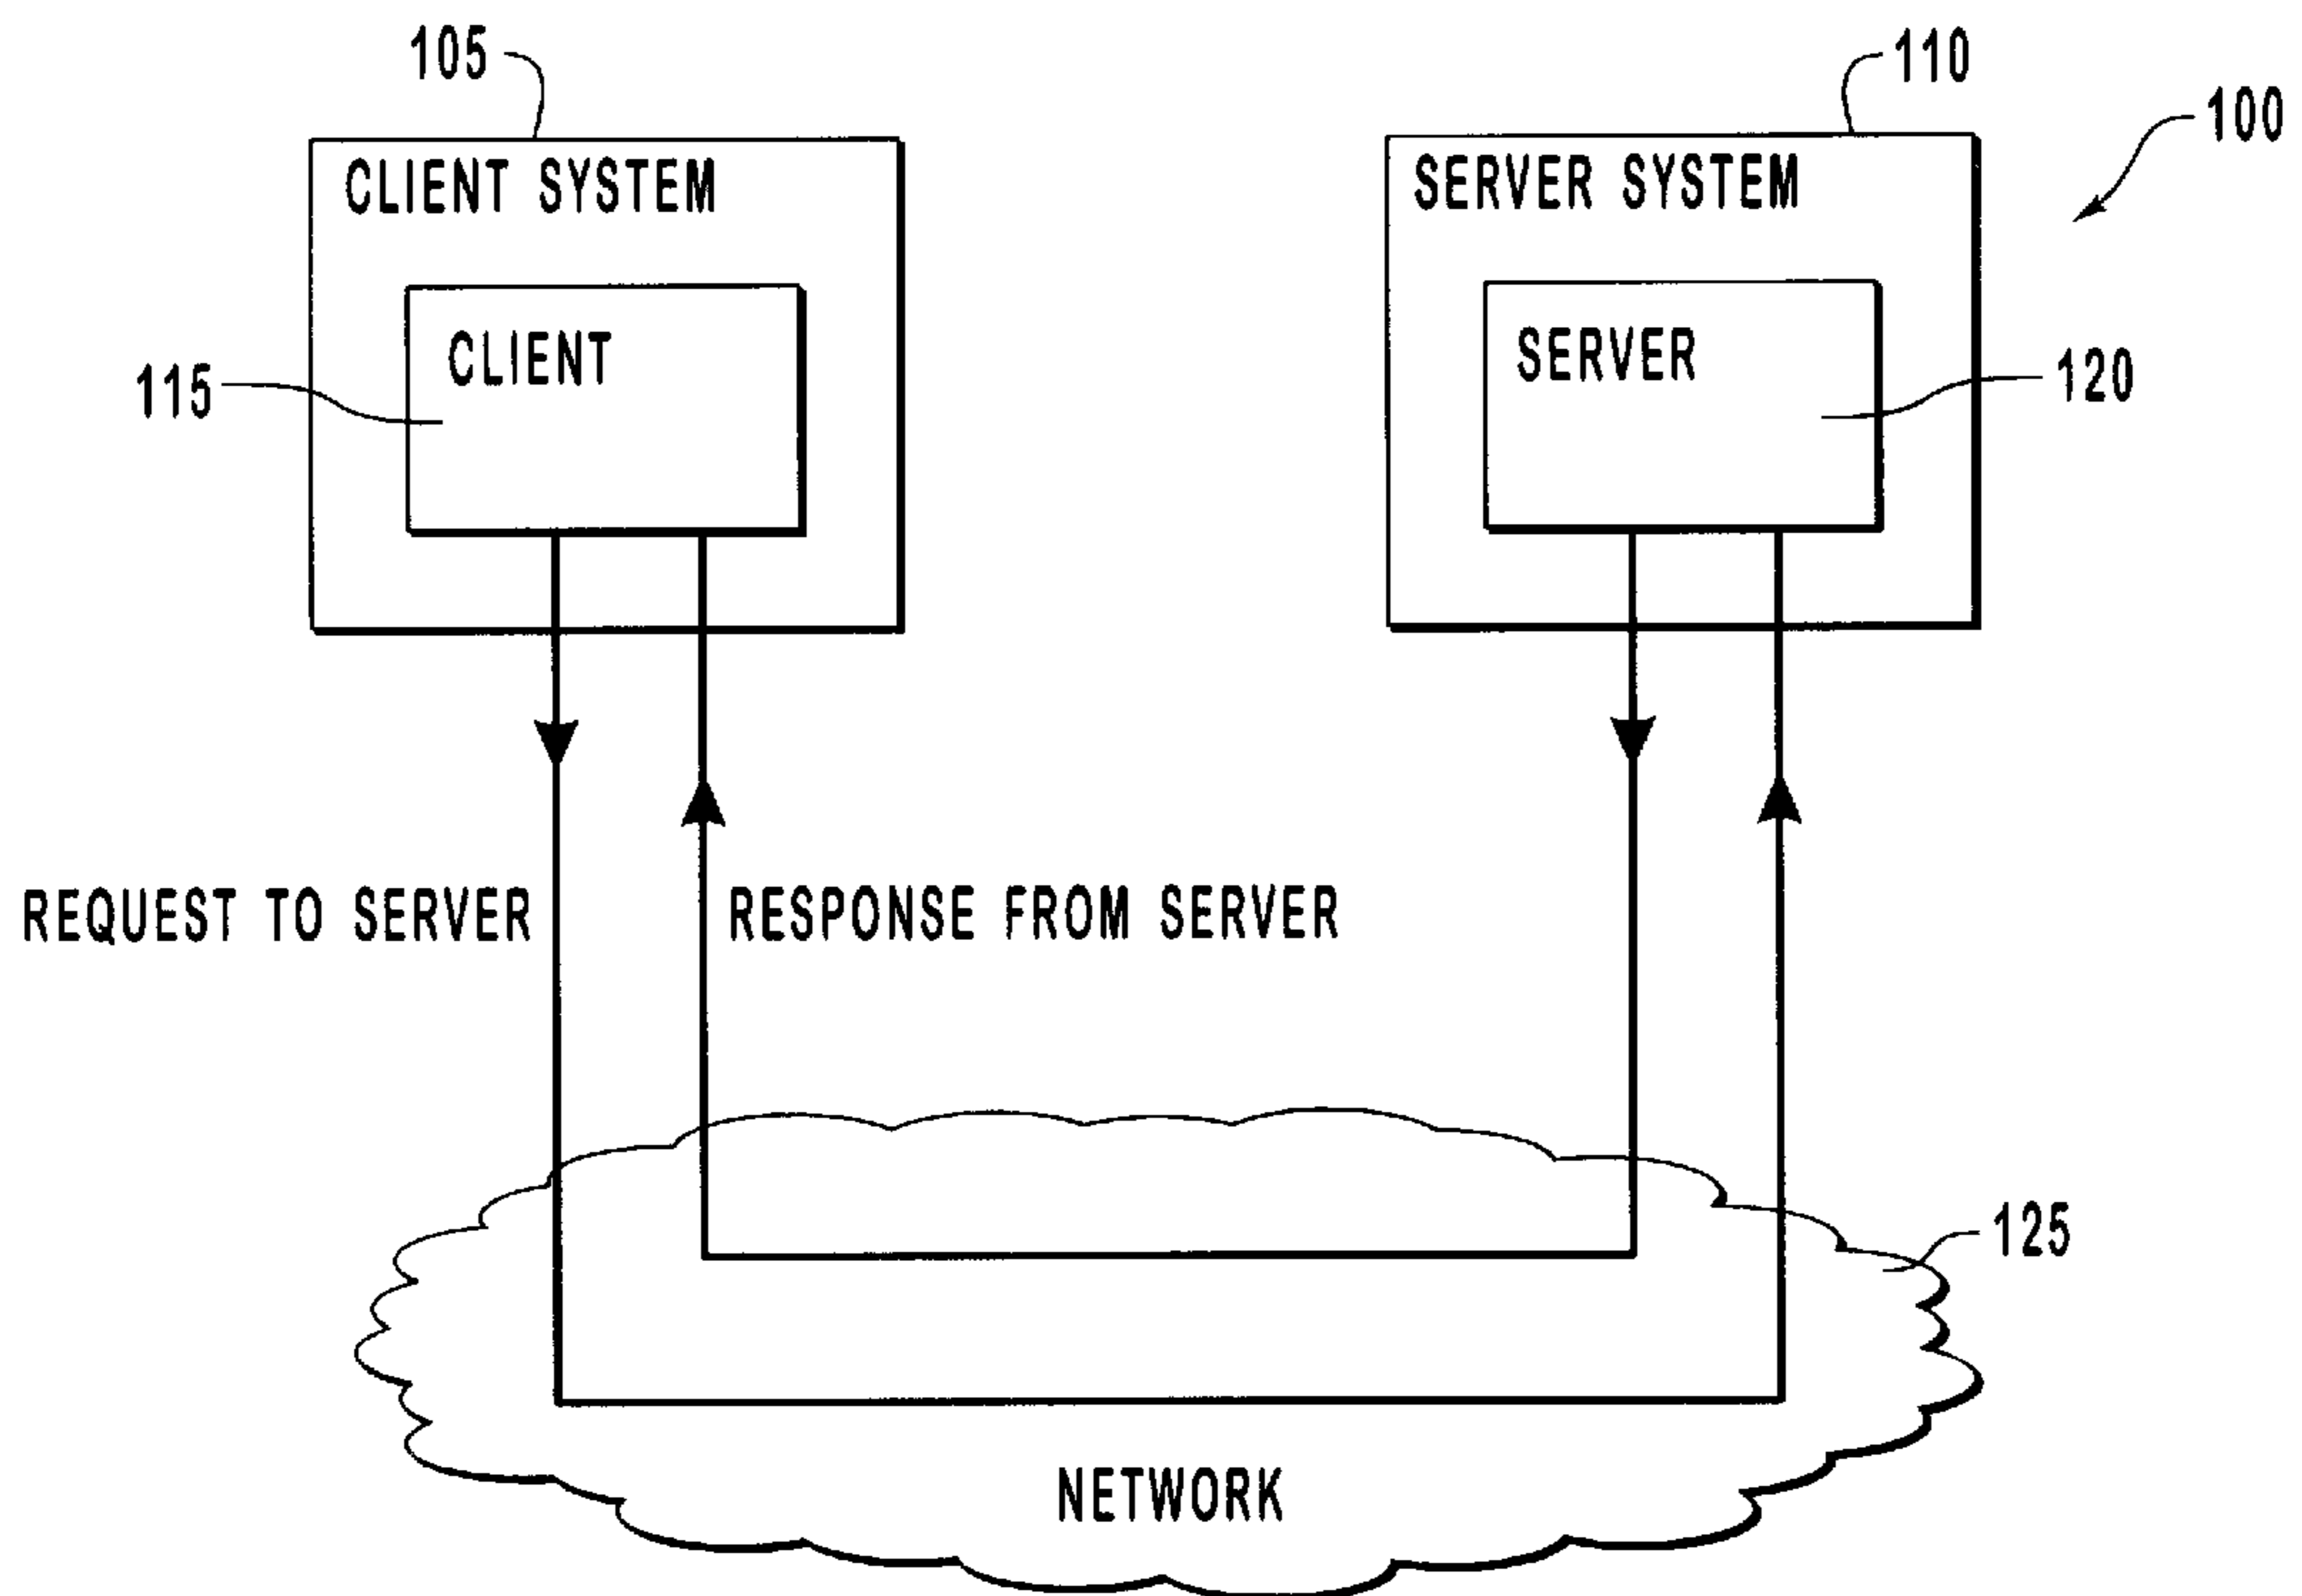 105
110
100
CLIENT SYSTEM
SERVER SYSTEM
CLIENT
SERVER
115
120
REQUEST TO SERVER
RESPONSE FROM SERVER
125
NETWORK